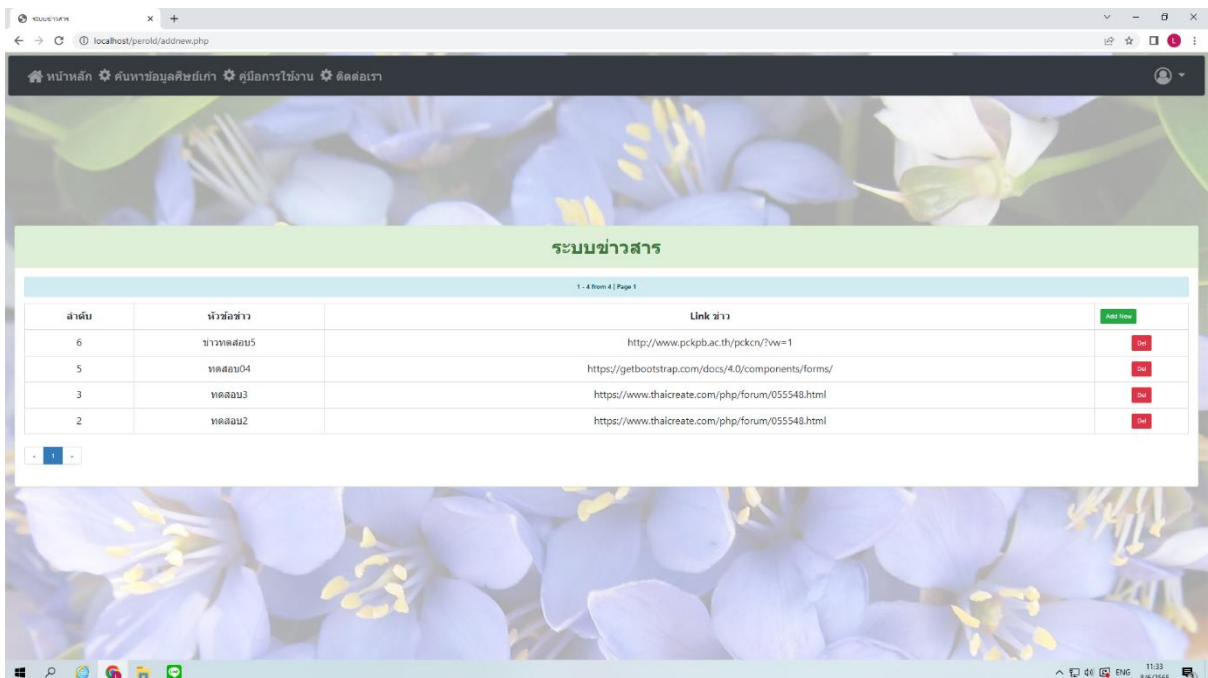 ระบบข่าวสาร
localhost/perold/addnew.php
L
หน้าหลัก ค้นหาข้อมูลศิษย์เก่า คู่มือการใช้งาน ติดต่อเรา
ระบบข่าวสาร
1 - 4 from 4 | Page 1
ลำดับ หัวข้อข่าว Link ข่าว Add New
6 ข่าวทดสอบ5 http://www.pckpb.ac.th/pckcn/?vw=1 Del
5 ทดสอบ04 https://getbootstrap.com/docs/4.0/components/forms/ Del
3 ทดสอบ3 https://www.thaicreate.com/php/forum/055548.html Del
2 ทดสอบ2 https://www.thaicreate.com/php/forum/055548.html Del
« 1 »
ENG 11:33